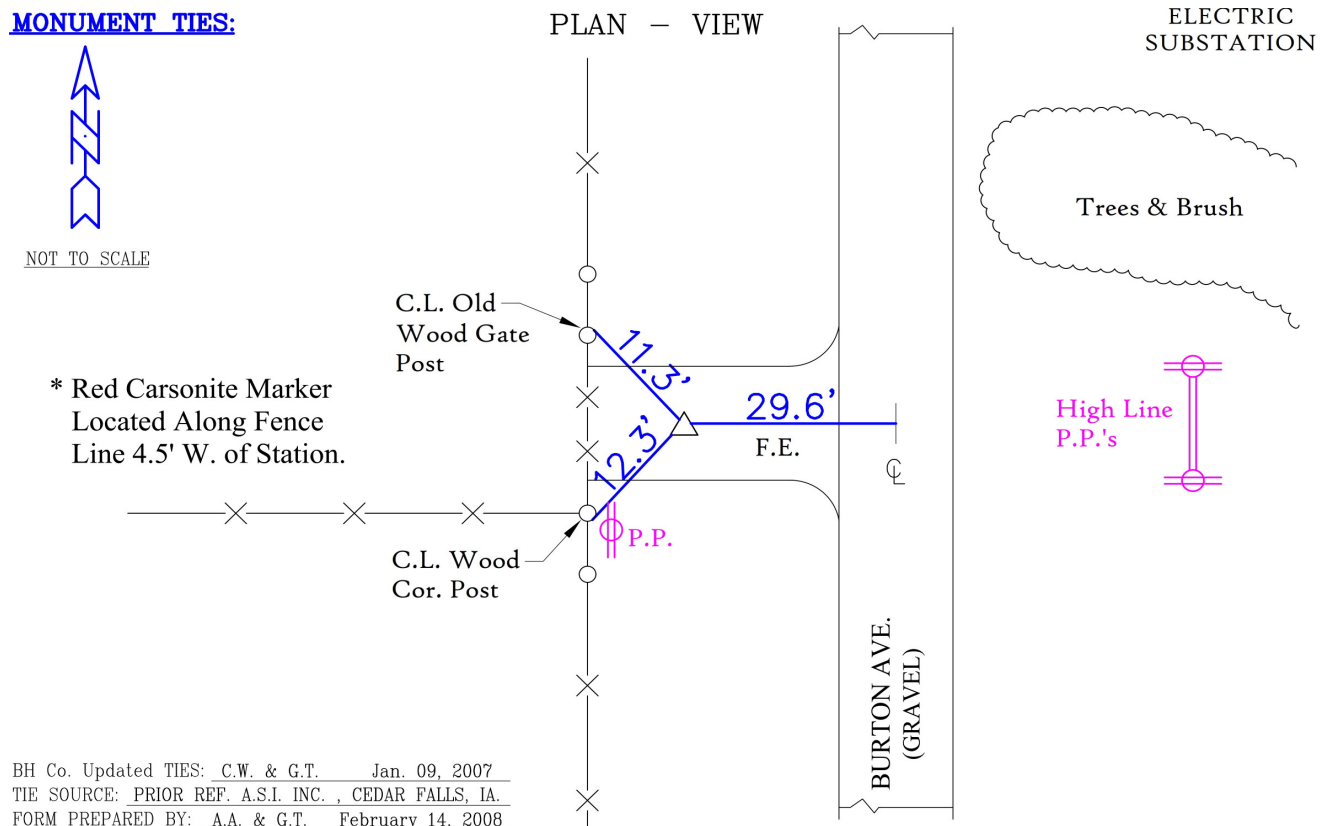 MONUMENT TIES:
PLAN - VIEW
ELECTRIC
SUBSTATION
N
NOT TO SCALE
Trees & Brush
C.L. Old
Wood Gate
Post
11.3'
* Red Carsonite Marker
Located Along Fence
Line 4.5' W. of Station.
29.6'
F.E.
12.3'
High Line
P.P.'s
℄
P.P.
C.L. Wood
Cor. Post
BURTON AVE.
(GRAVEL)
BH Co. Updated TIES: C.W. & G.T. Jan. 09, 2007
TIE SOURCE: PRIOR REF. A.S.I. INC. , CEDAR FALLS, IA.
FORM PREPARED BY: A.A. & G.T. February 14, 2008